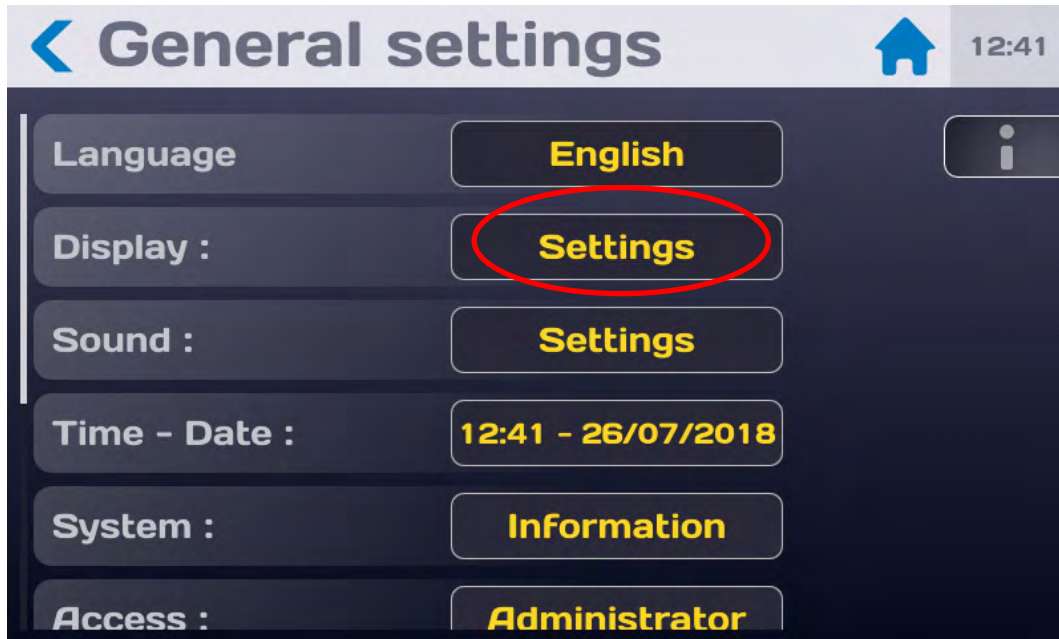 General settings
12:41
Language
English
i
Display :
Settings
Sound :
Settings
Time - Date :
12:41 - 26/07/2018
System :
Information
Access :
Administrator